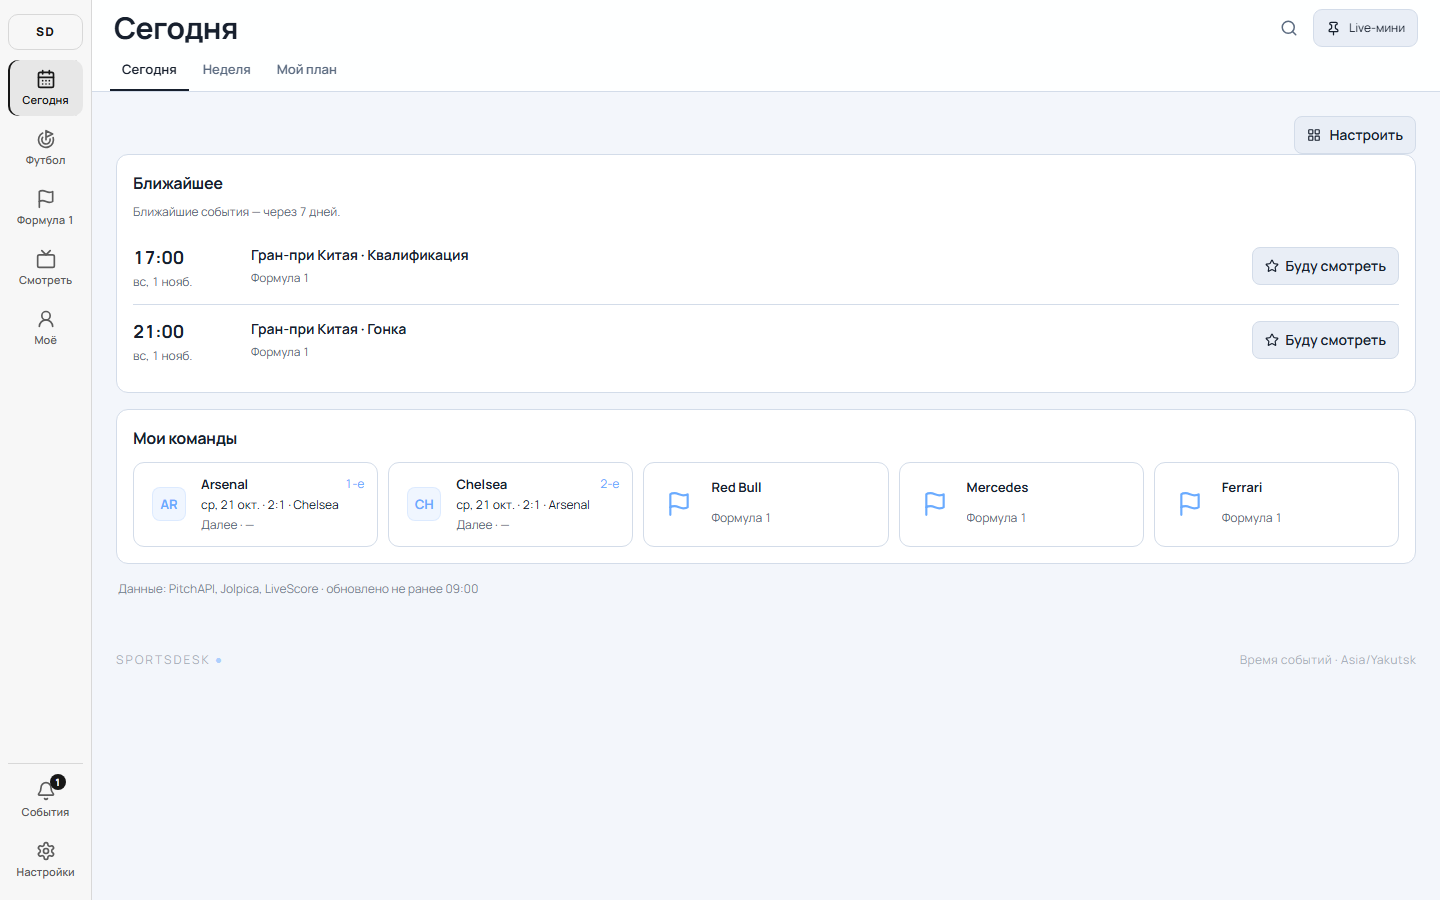 SD
Сегодня
Футбол
Формула 1
Смотреть
Моё
1
События
Настройки
Сегодня
Live-мини
Сегодня
Неделя
Мой план
Настроить
Ближайшее
Ближайшие события — через 7 дней.
17:00
вс, 1 нояб.
Гран-при Китая · Квалификация
Формула 1
Буду смотреть
21:00
вс, 1 нояб.
Гран-при Китая · Гонка
Формула 1
Буду смотреть
Мои команды
AR
Arsenal
1-е
ср, 21 окт. · 2:1 · Chelsea
Далее · —
CH
Chelsea
2-е
ср, 21 окт. · 2:1 · Arsenal
Далее · —
Red Bull
Формула 1
Mercedes
Формула 1
Ferrari
Формула 1
Данные: PitchAPI, Jolpica, LiveScore · обновлено не ранее 09:00
SPORTSDESK
Время событий · Asia/Yakutsk